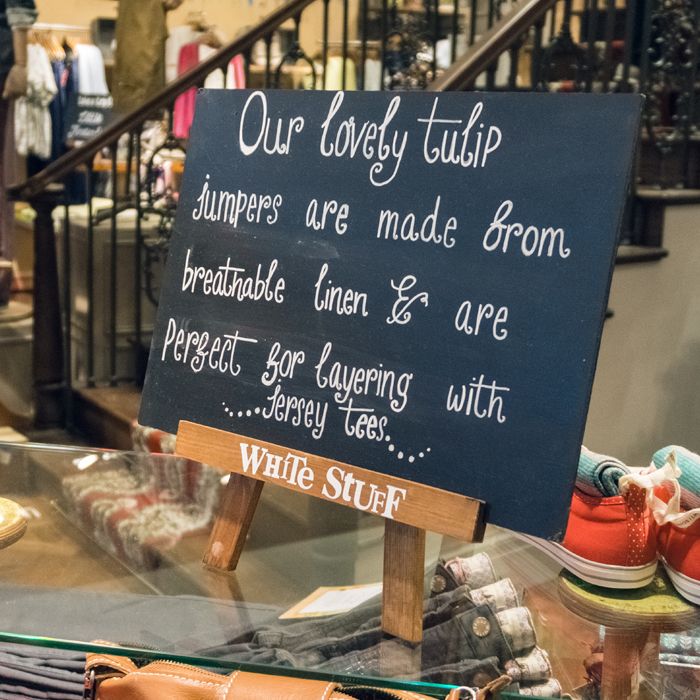 Our lovely tulip
jumpers are made from
breathable linen & are
perfect for layering with
.....jersey tees.....
WHiTe STuFF